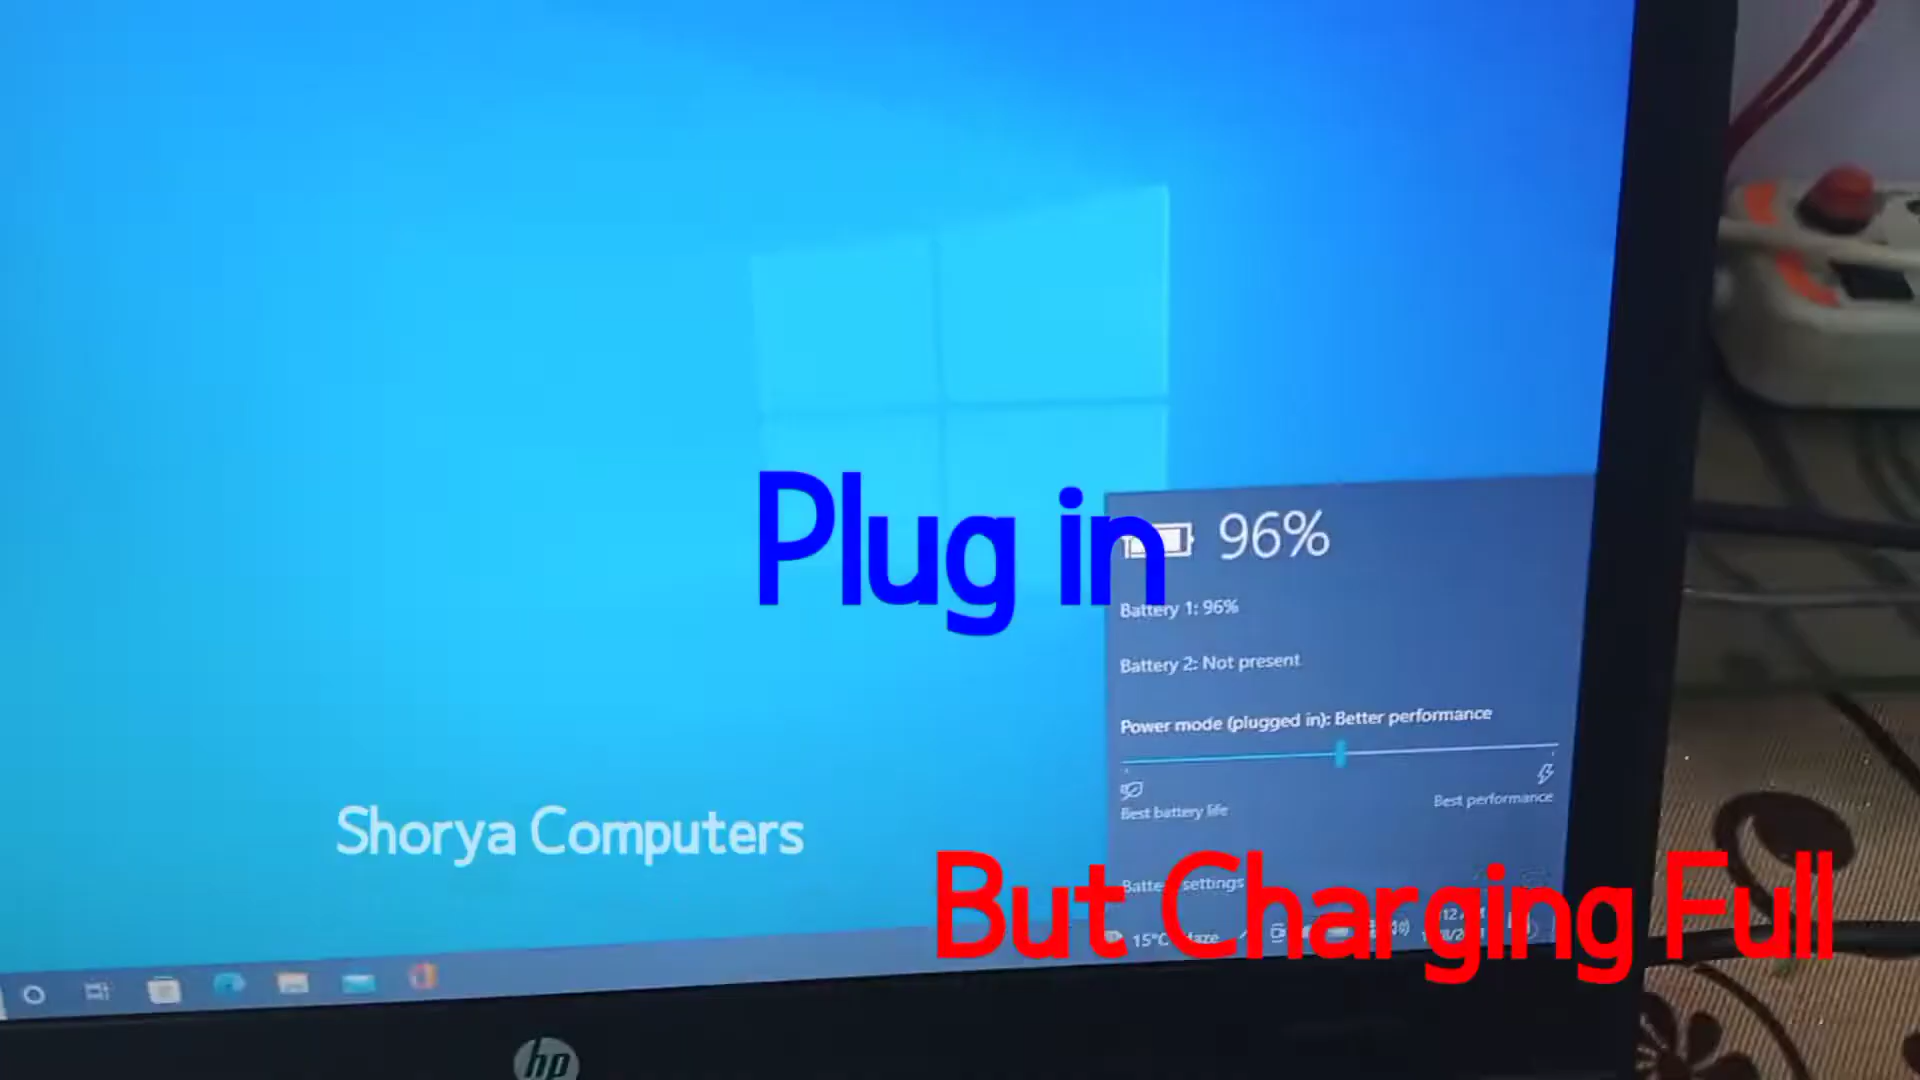 96%
Plug in
Battery 1: 96%
Battery 2: Not present
Power mode (plugged in): Better performance
Best battery life
Best performance
Shorya Computers
settings
But Charging Full
15°C
hp